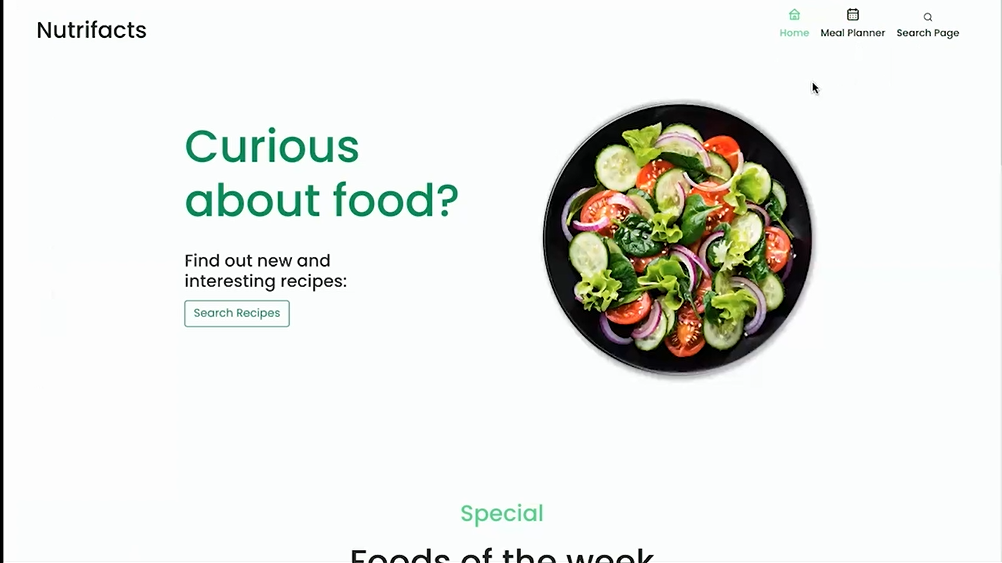 Nutrifacts
Home
Meal Planner
Search Page
Curious
about food?
Find out new and
interesting recipes:
Search Recipes
Special
Foods of the week